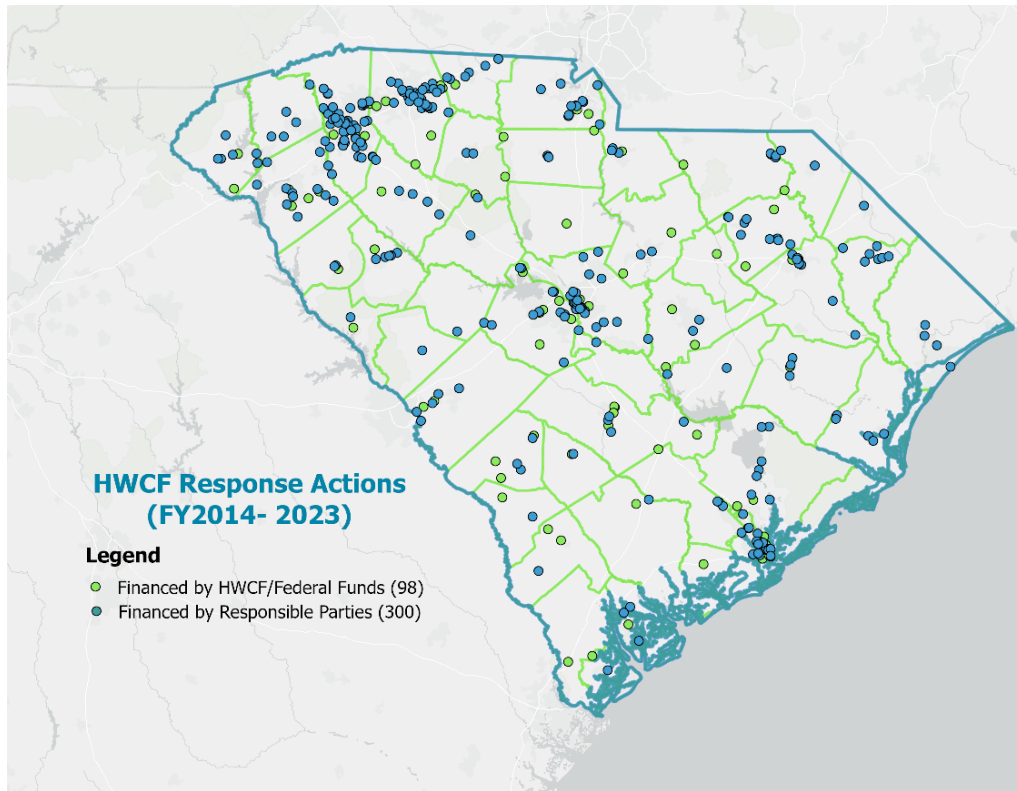 HWCF Response Actions
(FY2014- 2023)
Legend
Financed by HWCF/Federal Funds (98)
Financed by Responsible Parties (300)